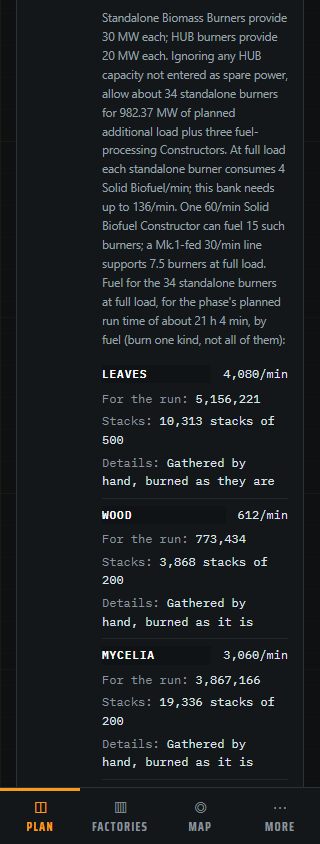 Standalone Biomass Burners provide
30 MW each; HUB burners provide
20 MW each. Ignoring any HUB
capacity not entered as spare power,
allow about 34 standalone burners
for 982.37 MW of planned
additional load plus three fuel-
processing Constructors. At full load
each standalone burner consumes 4
Solid Biofuel/min; this bank needs
up to 136/min. One 60/min Solid
Biofuel Constructor can fuel 15 such
burners; a Mk.1-fed 30/min line
supports 7.5 burners at full load.
Fuel for the 34 standalone burners
at full load, for the phase's planned
run time of about 21 h 4 min, by
fuel (burn one kind, not all of them):
LEAVES 4,080/min
For the run: 5,156,221
Stacks: 10,313 stacks of
500
Details: Gathered by
hand, burned as they are
WOOD 612/min
For the run: 773,434
Stacks: 3,868 stacks of
200
Details: Gathered by
hand, burned as it is
MYCELIA 3,060/min
For the run: 3,867,166
Stacks: 19,336 stacks of
200
Details: Gathered by
hand, burned as it is
PLAN FACTORIES MAP MORE